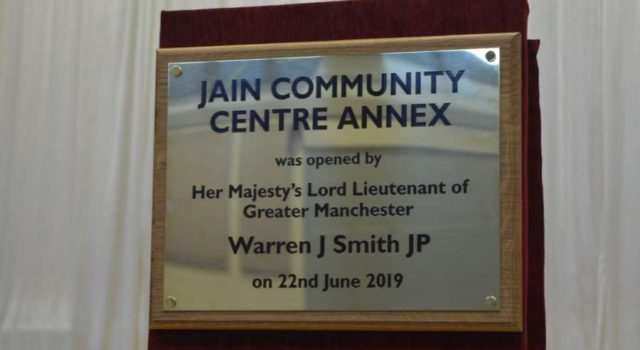 JAIN COMMUNITY
CENTRE ANNEX
was opened by
Her Majesty's Lord Lieutenant of
Greater Manchester
Warren J Smith JP
on 22nd June 2019